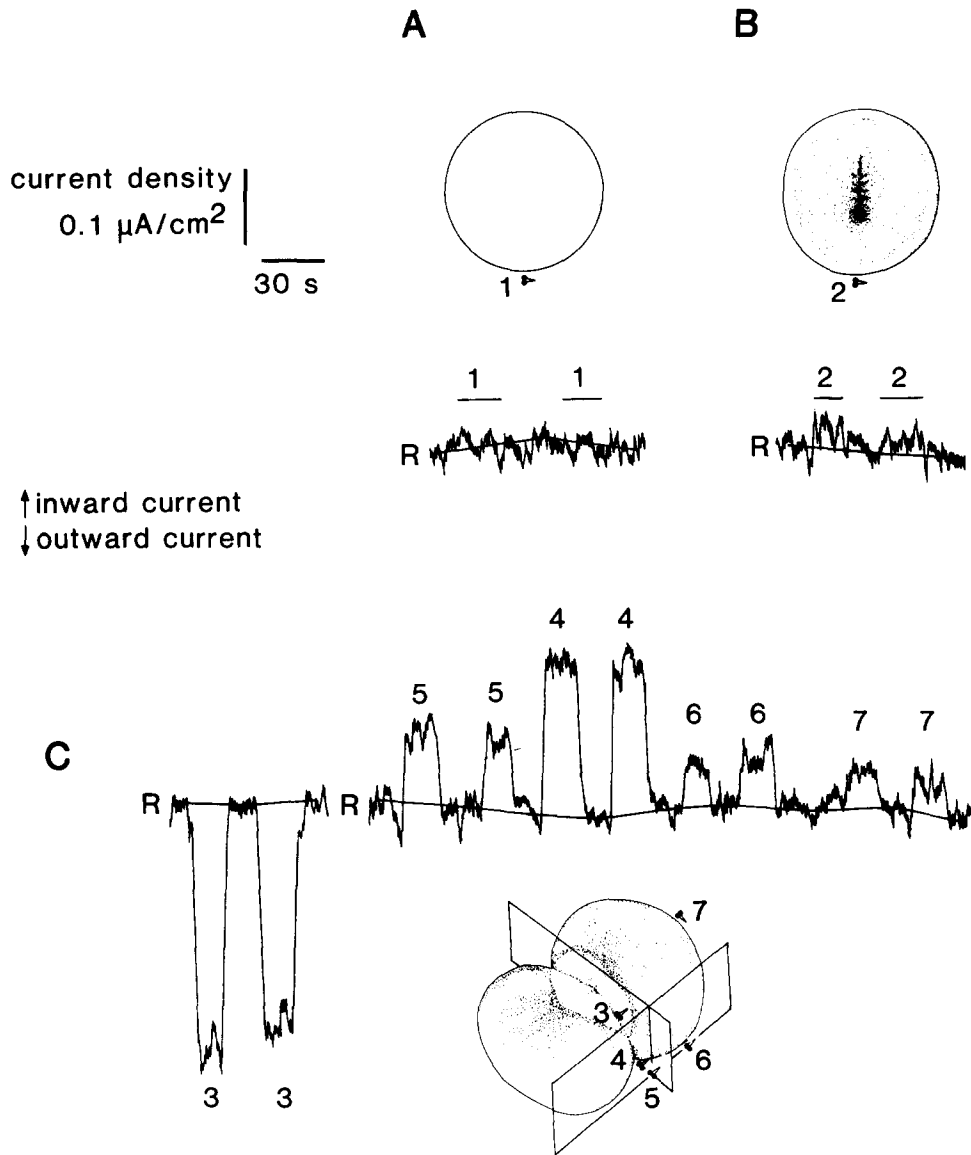 A
B
current density
0.1 µA/cm2
30 s
1
2
1 1
2 2
R
R
↑ inward current
↓ outward current
4 4
5 5
6 6
7 7
C
R
R
3 3
7
3
4
6
5